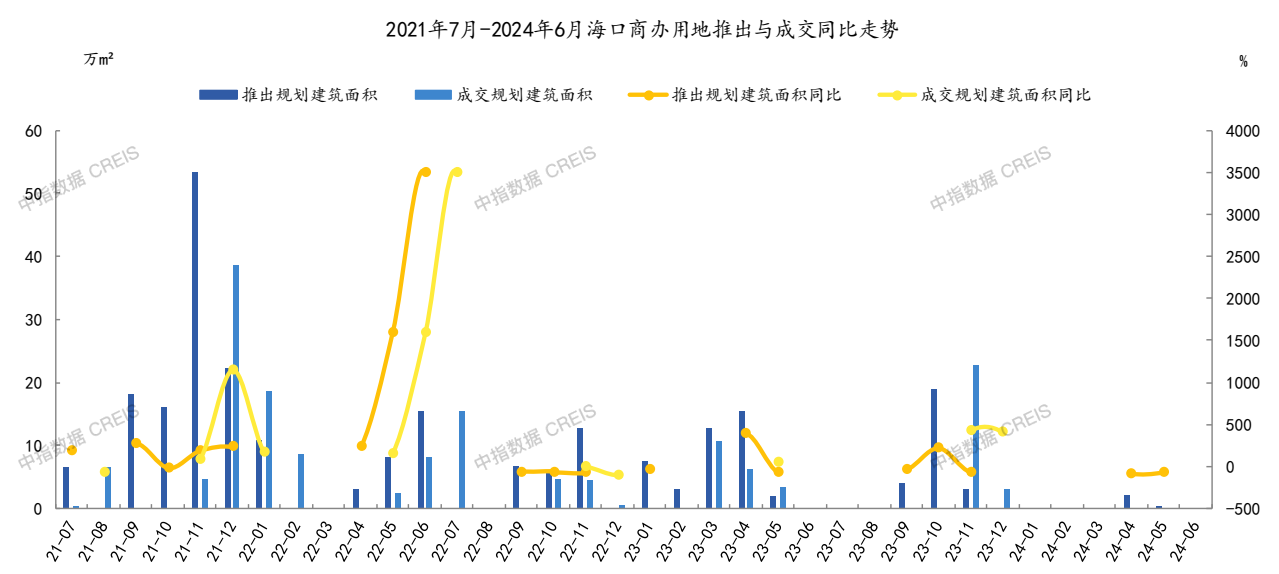 2021年7月-2024年6月海口商办用地推出与成交同比走势
万m²
%
推出规划建筑面积 成交规划建筑面积 推出规划建筑面积同比 成交规划建筑面积同比
60 4000
中指数据 CREIS 中指数据 CREIS 中指数据 CREIS
3500
50
3000
40 2500
2000
30
1500
20 1000
中指数据 CREIS 中指数据 CREIS 中指数据 CREIS
500
10
0
0 -500
21-07 21-08 21-09 21-10 21-11 21-12 22-01 22-02 22-03 22-04 22-05 22-06 22-07 22-08 22-09 22-10 22-11 22-12 23-01 23-02 23-03 23-04 23-05 23-06 23-07 23-08 23-09 23-10 23-11 23-12 24-01 24-02 24-03 24-04 24-05 24-06